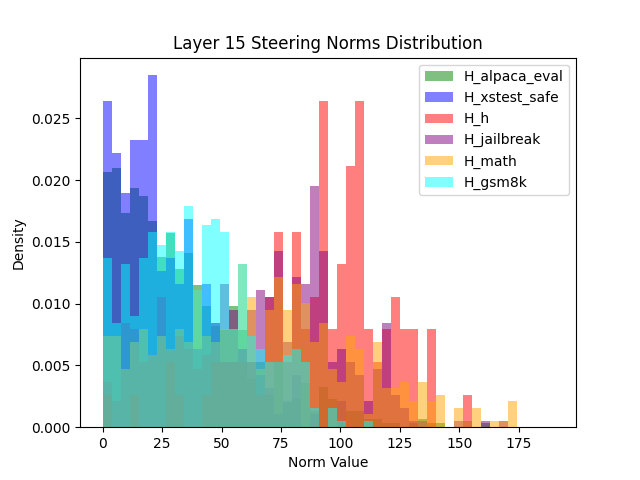 Layer 15 Steering Norms Distribution
H_alpaca_eval
H_xstest_safe
H_h
H_jailbreak
H_math
H_gsm8k
Density
0.025
0.020
0.015
0.010
0.005
0.000
0 25 50 75 100 125 150 175
Norm Value